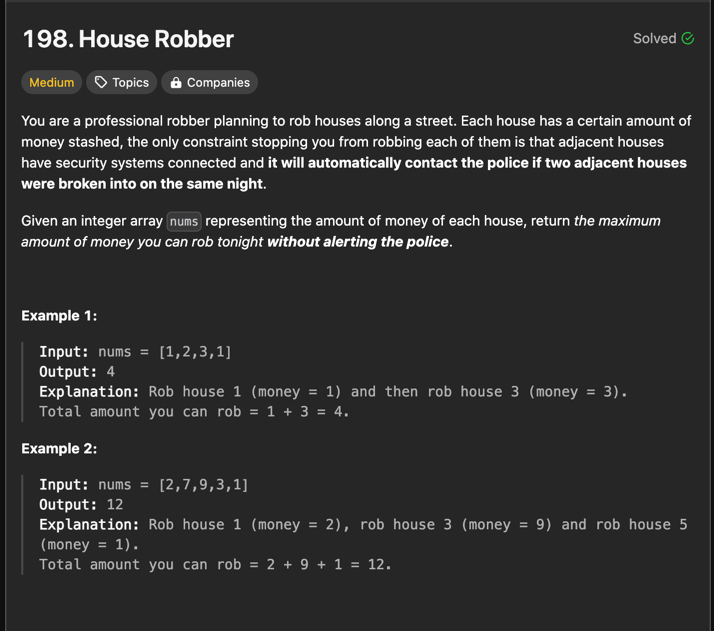 198. House Robber
Solved
Medium Topics Companies
You are a professional robber planning to rob houses along a street. Each house has a certain amount of
money stashed, the only constraint stopping you from robbing each of them is that adjacent houses
have security systems connected and it will automatically contact the police if two adjacent houses
were broken into on the same night.
Given an integer array nums representing the amount of money of each house, return the maximum
amount of money you can rob tonight without alerting the police.
Example 1:
Input: nums = [1,2,3,1]
Output: 4
Explanation: Rob house 1 (money = 1) and then rob house 3 (money = 3).
Total amount you can rob = 1 + 3 = 4.
Example 2:
Input: nums = [2,7,9,3,1]
Output: 12
Explanation: Rob house 1 (money = 2), rob house 3 (money = 9) and rob house 5
(money = 1).
Total amount you can rob = 2 + 9 + 1 = 12.